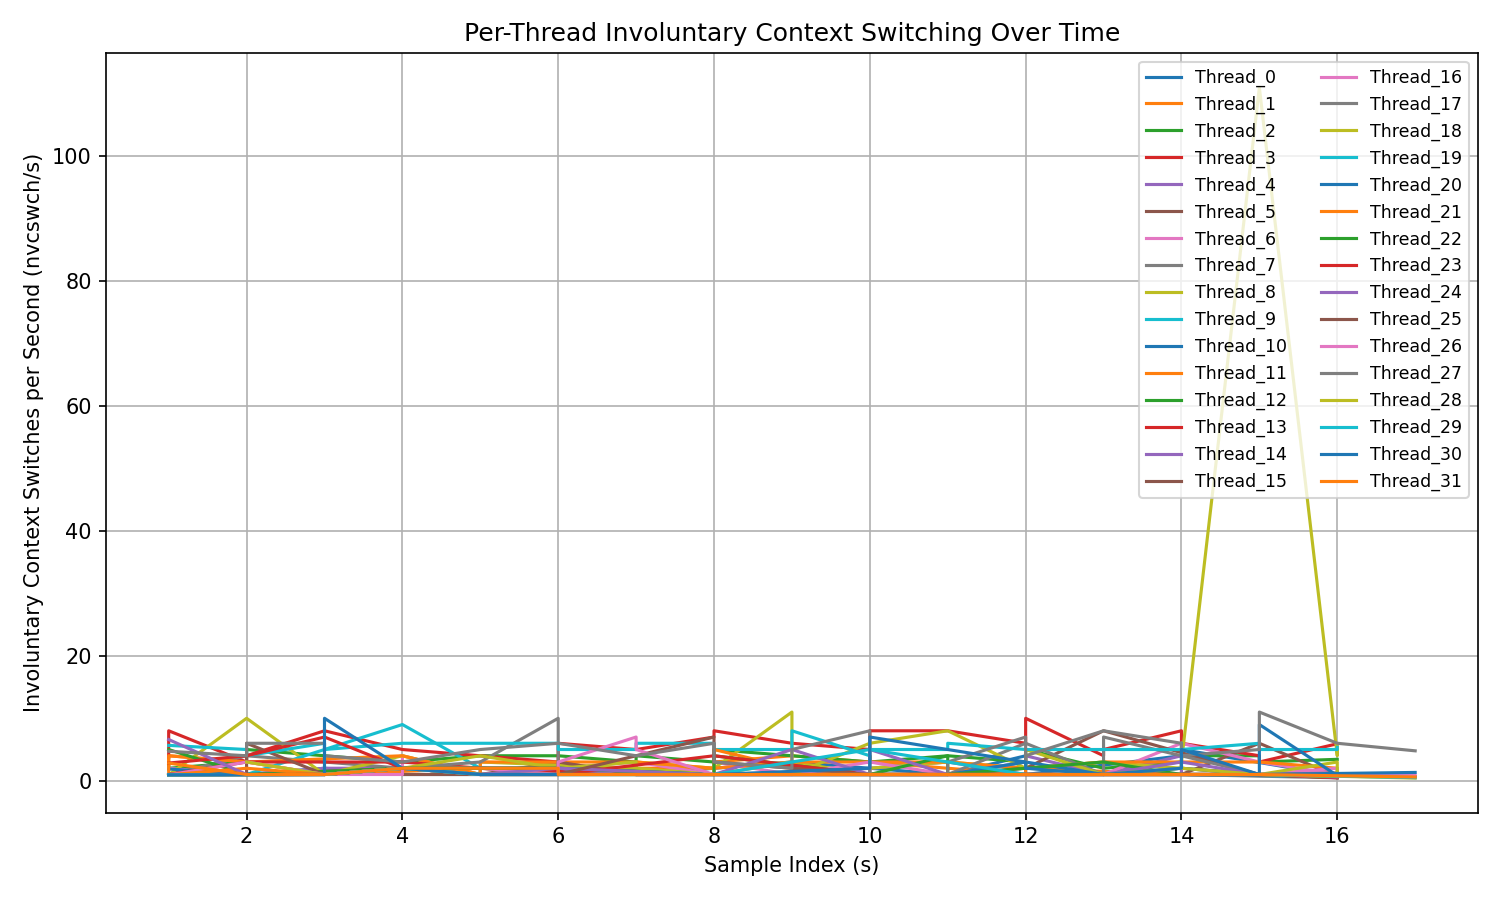 Per-Thread Involuntary Context Switching Over Time
Involuntary Context Switches per Second (nvcswch/s)
100
80
60
40
20
0
Thread_0
Thread_1
Thread_2
Thread_3
Thread_4
Thread_5
Thread_6
Thread_7
Thread_8
Thread_9
Thread_10
Thread_11
Thread_12
Thread_13
Thread_14
Thread_15
Thread_16
Thread_17
Thread_18
Thread_19
Thread_20
Thread_21
Thread_22
Thread_23
Thread_24
Thread_25
Thread_26
Thread_27
Thread_28
Thread_29
Thread_30
Thread_31
2 4 6 8 10 12 14 16
Sample Index (s)